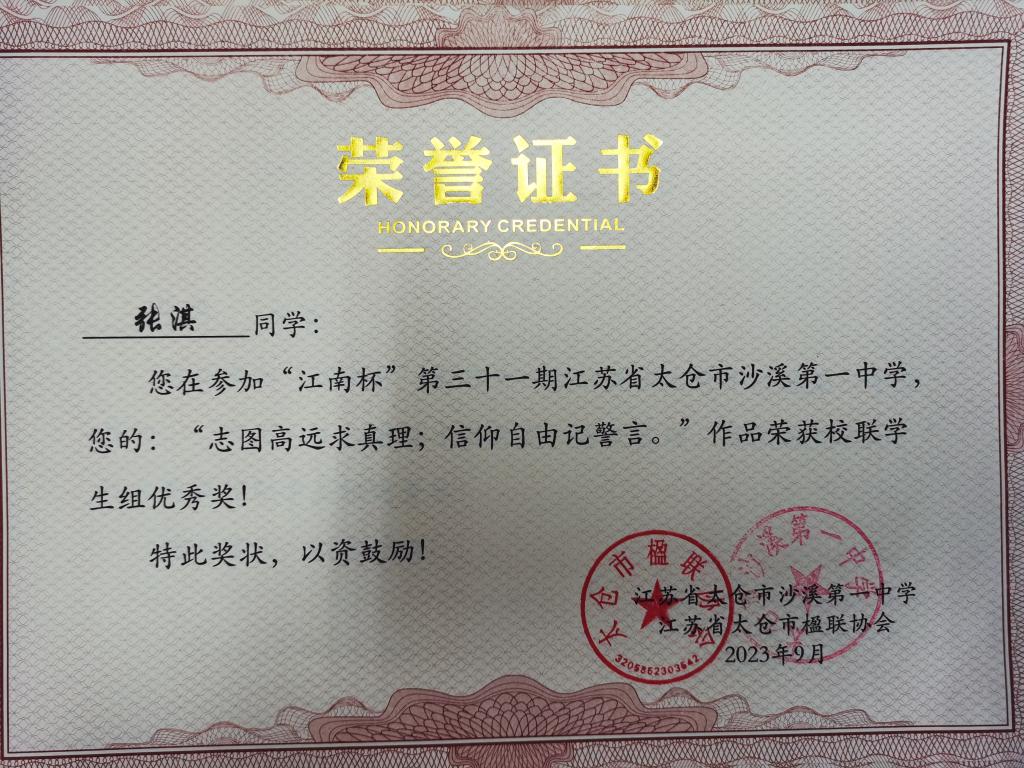 荣誉证书
HONORARY CREDENTIAL
张淇 同学：
您在参加“江南杯”第三十一期江苏省太仓市沙溪第一中学，
您的：“志图高远求真理；信仰自由记警言。”作品荣获校联学
生组优秀奖！
特此奖状，以资鼓励！
江苏省太仓市沙溪第一中学
江苏省太仓市楹联协会
2023年9月
太仓市楹联协会
3205862303642
沙溪第一中学